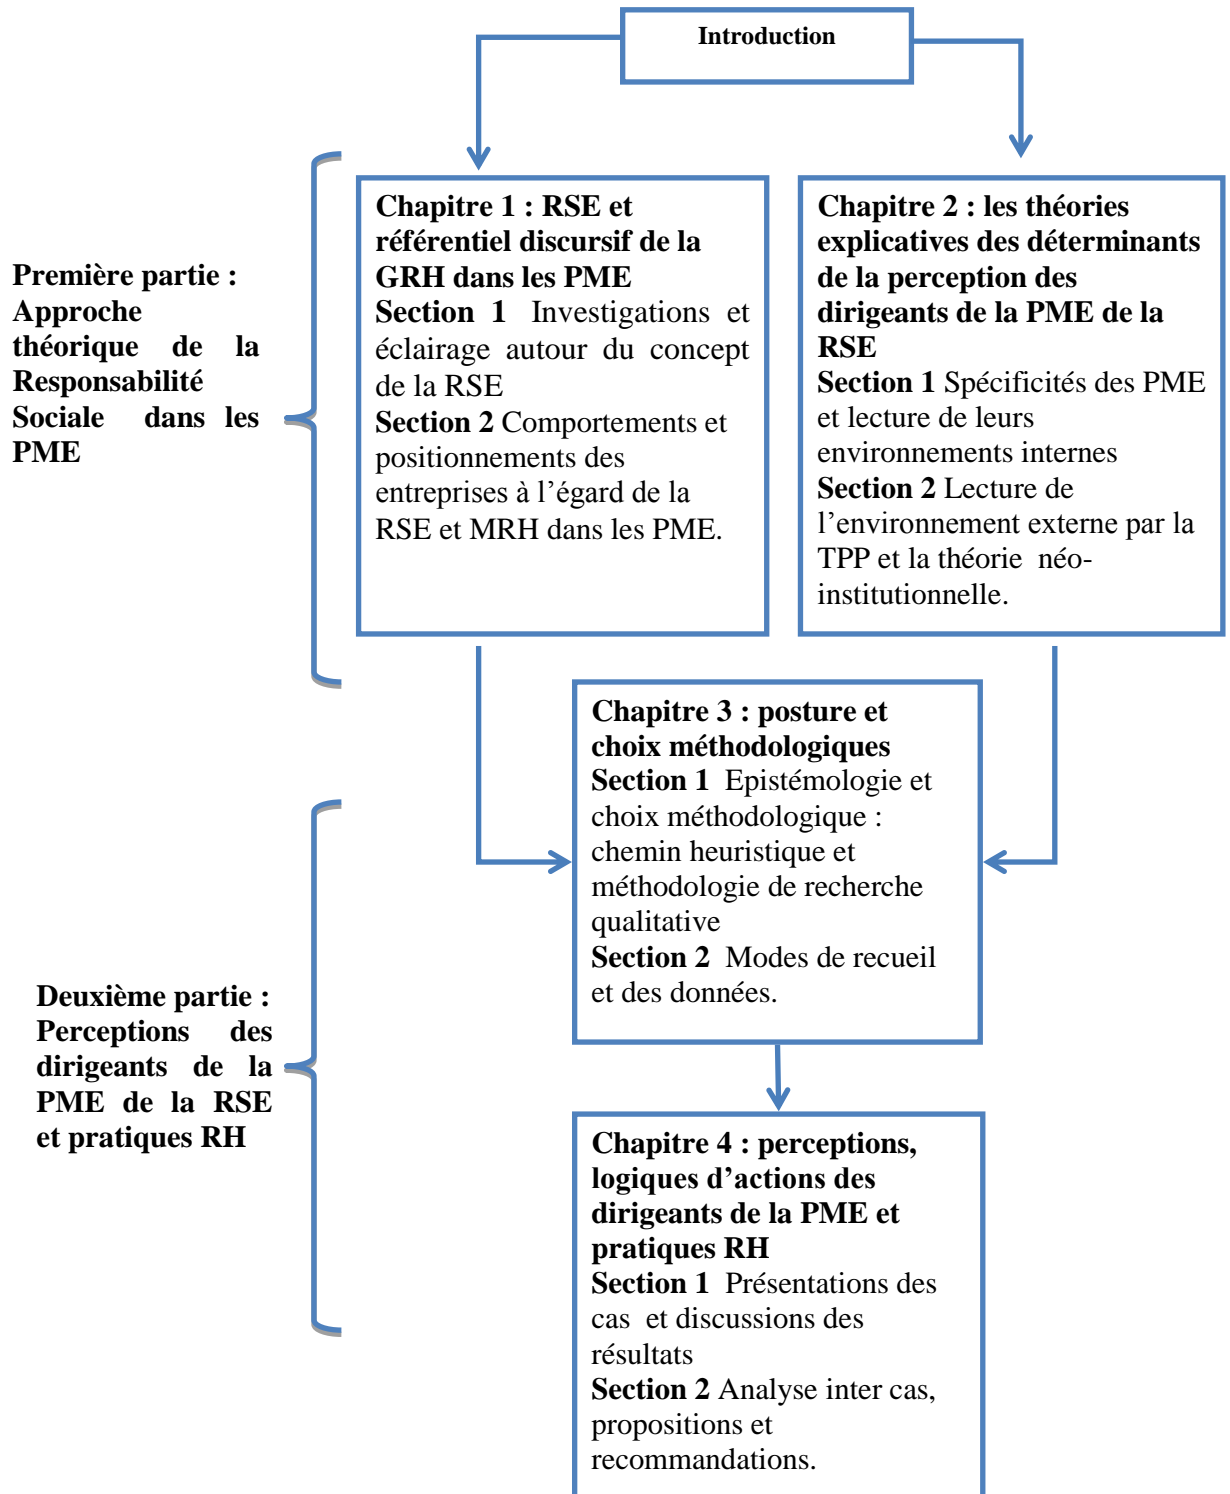 Introduction
Première partie :
Approche
théorique de la
Responsabilité
Sociale dans les
PME
Chapitre 1 : RSE et
référentiel discursif de la
GRH dans les PME
Section 1 Investigations et
éclairage autour du concept
de la RSE
Section 2 Comportements et
positionnements des
entreprises à l’égard de la
RSE et MRH dans les PME.
Chapitre 2 : les théories
explicatives des déterminants
de la perception des
dirigeants de la PME de la
RSE
Section 1 Spécificités des PME
et lecture de leurs
environnements internes
Section 2 Lecture de
l’environnement externe par la
TPP et la théorie néo-
institutionnelle.
Deuxième partie :
Perceptions des
dirigeants de la
PME de la RSE
et pratiques RH
Chapitre 3 : posture et
choix méthodologiques
Section 1 Epistémologie et
choix méthodologique :
chemin heuristique et
méthodologie de recherche
qualitative
Section 2 Modes de recueil
et des données.
Chapitre 4 : perceptions,
logiques d’actions des
dirigeants de la PME et
pratiques RH
Section 1 Présentations des
cas et discussions des
résultats
Section 2 Analyse inter cas,
propositions et
recommandations.